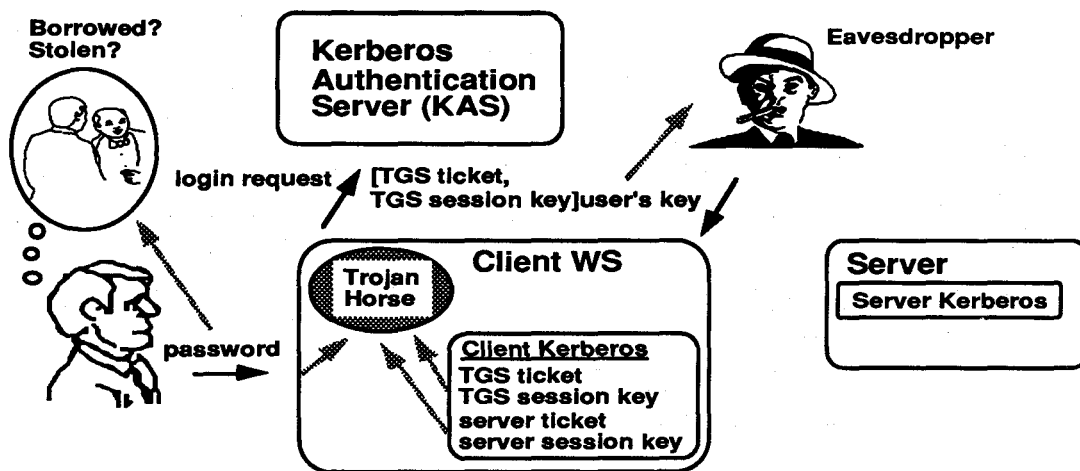 Borrowed?
Stolen?
Kerberos
Authentication
Server (KAS)
Eavesdropper
login request
[TGS ticket,
TGS session key]user's key
Trojan
Horse
Client WS
Server
Server Kerberos
password
Client Kerberos
TGS ticket
TGS session key
server ticket
server session key